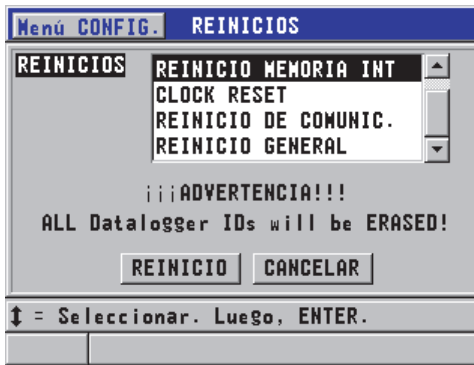 Menú CONFIG. REINICIOS
REINICIOS
REINICIO MEMORIA INT
CLOCK RESET
REINICIO DE COMUNIC.
REINICIO GENERAL
¡¡¡ADVERTENCIA!!!
ALL Datalogger IDs will be ERASED!
REINICIO CANCELAR
↕ = Seleccionar. Luego, ENTER.